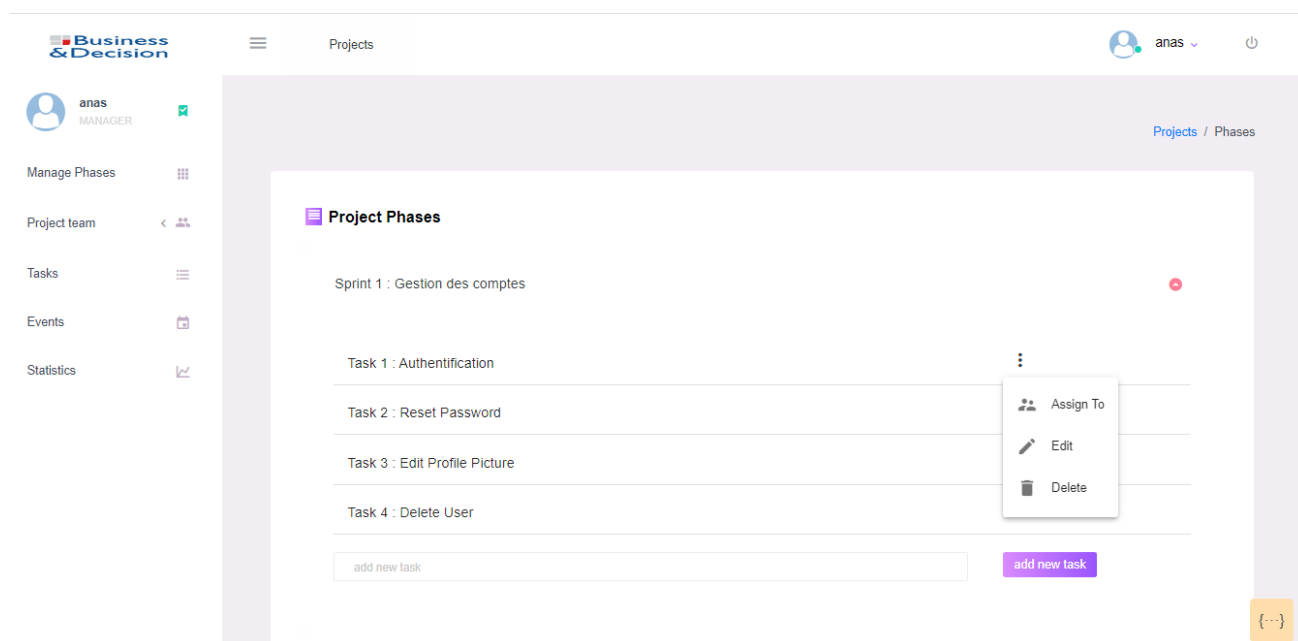 Business
&Decision
Projects
anas
anas
MANAGER
Projects / Phases
Manage Phases
Project team
Tasks
Events
Statistics
Project Phases
Sprint 1 : Gestion des comptes
Task 1 : Authentification
Task 2 : Reset Password
Task 3 : Edit Profile Picture
Task 4 : Delete User
Assign To
Edit
Delete
add new task
add new task
{···}